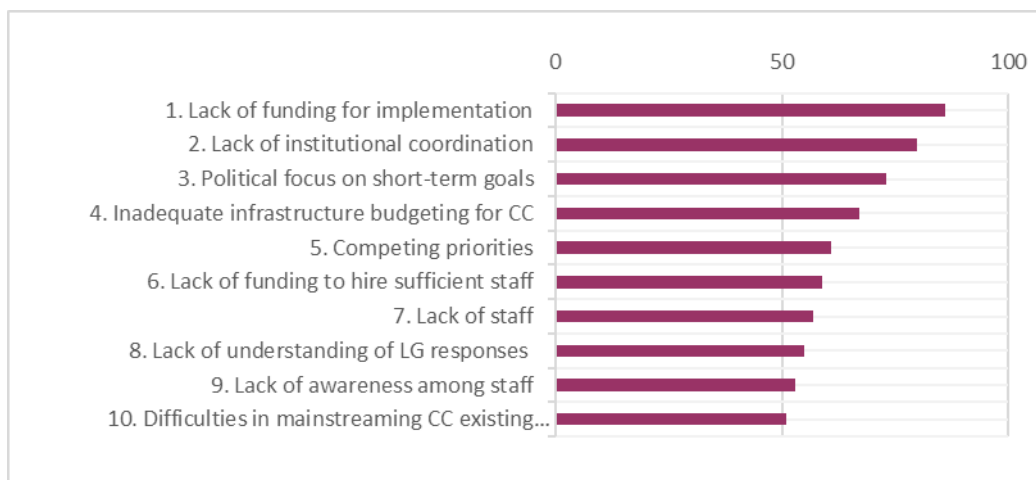 0 50 100
1. Lack of funding for implementation
2. Lack of institutional coordination
3. Political focus on short-term goals
4. Inadequate infrastructure budgeting for CC
5. Competing priorities
6. Lack of funding to hire sufficient staff
7. Lack of staff
8. Lack of understanding of LG responses
9. Lack of awareness among staff
10. Difficulties in mainstreaming CC existing...